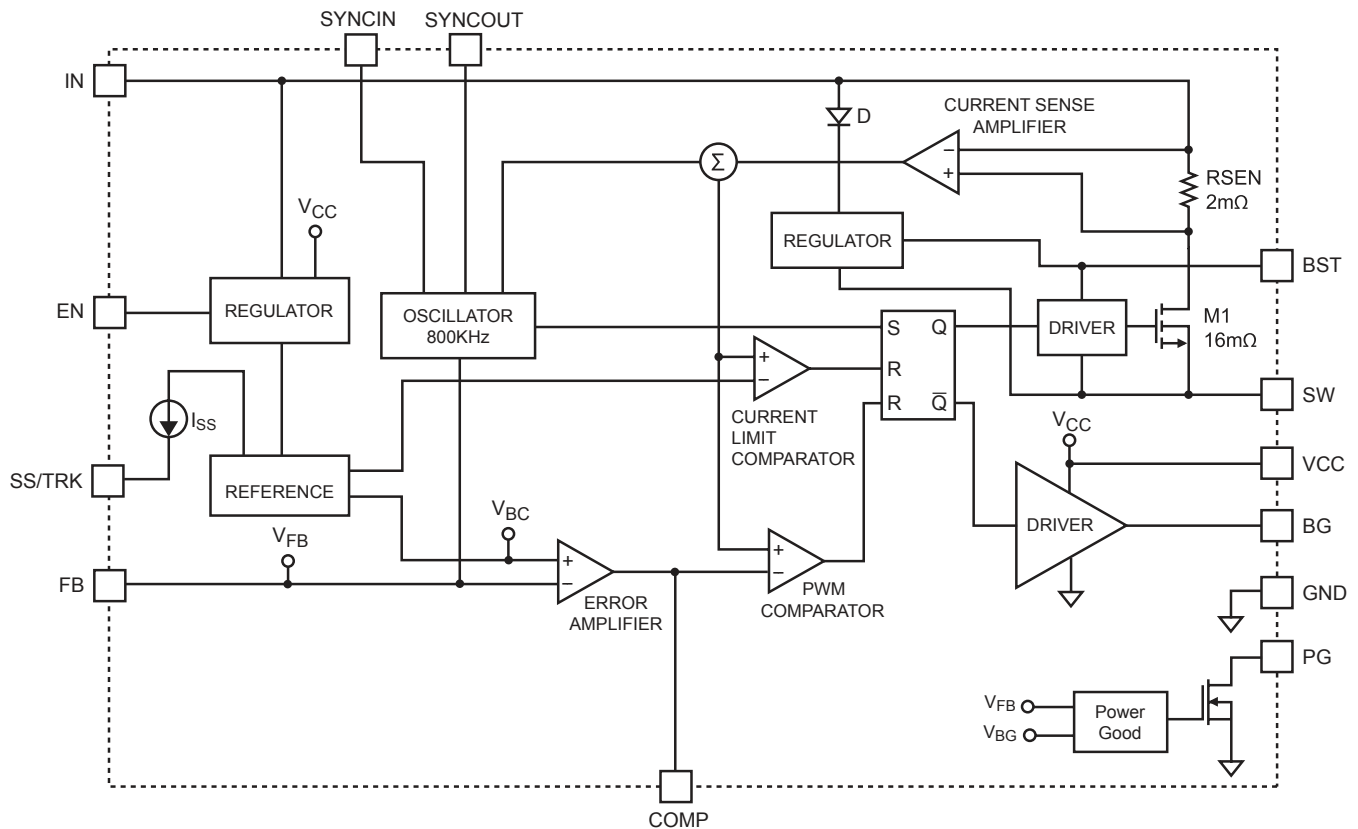 SYNCIN
SYNCOUT
IN
D
CURRENT SENSE
AMPLIFIER
−
+
Σ
RSEN
2mΩ
VCC
REGULATOR
BST
EN
REGULATOR
OSCILLATOR
800KHz
S
Q
DRIVER
M1
16mΩ
+
−
R
ISS
CURRENT
LIMIT
COMPARATOR
R
Q̅
SW
VCC
VCC
SS/TRK
REFERENCE
VBC
DRIVER
BG
VFB
+
−
+
−
FB
ERROR
AMPLIFIER
PWM
COMPARATOR
GND
PG
VFB
VBG
Power
Good
COMP